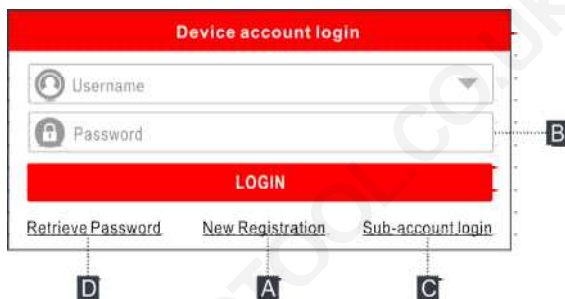 Device account login
Username
Password
B
LOGIN
Retrieve Password New Registration Sub-account login
D A C